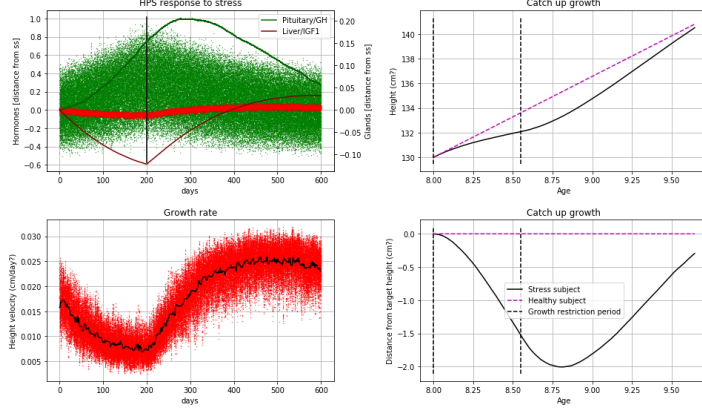 HPS response to stress
Hormones [distance from ss]
1.0
0.8
0.6
0.4
0.2
0.0
−0.2
−0.4
−0.6
Pituitary/GH
Liver/IGF1
0.20
0.15
0.10
0.05
0.00
−0.05
−0.10
Glands [distance from ss]
0 100 200 300 400 500 600
days
Catch up growth
Height (cm?)
140
138
136
134
132
130
8.00 8.25 8.50 8.75 9.00 9.25 9.50
Age
Growth rate
Height velocity (cm/day?)
0.030
0.025
0.020
0.015
0.010
0.005
0 100 200 300 400 500 600
days
Catch up growth
Distance from target height (cm?)
0.0
−0.5
−1.0
−1.5
−2.0
Stress subject
Healthy subject
Growth restriction period
8.00 8.25 8.50 8.75 9.00 9.25 9.50
Age